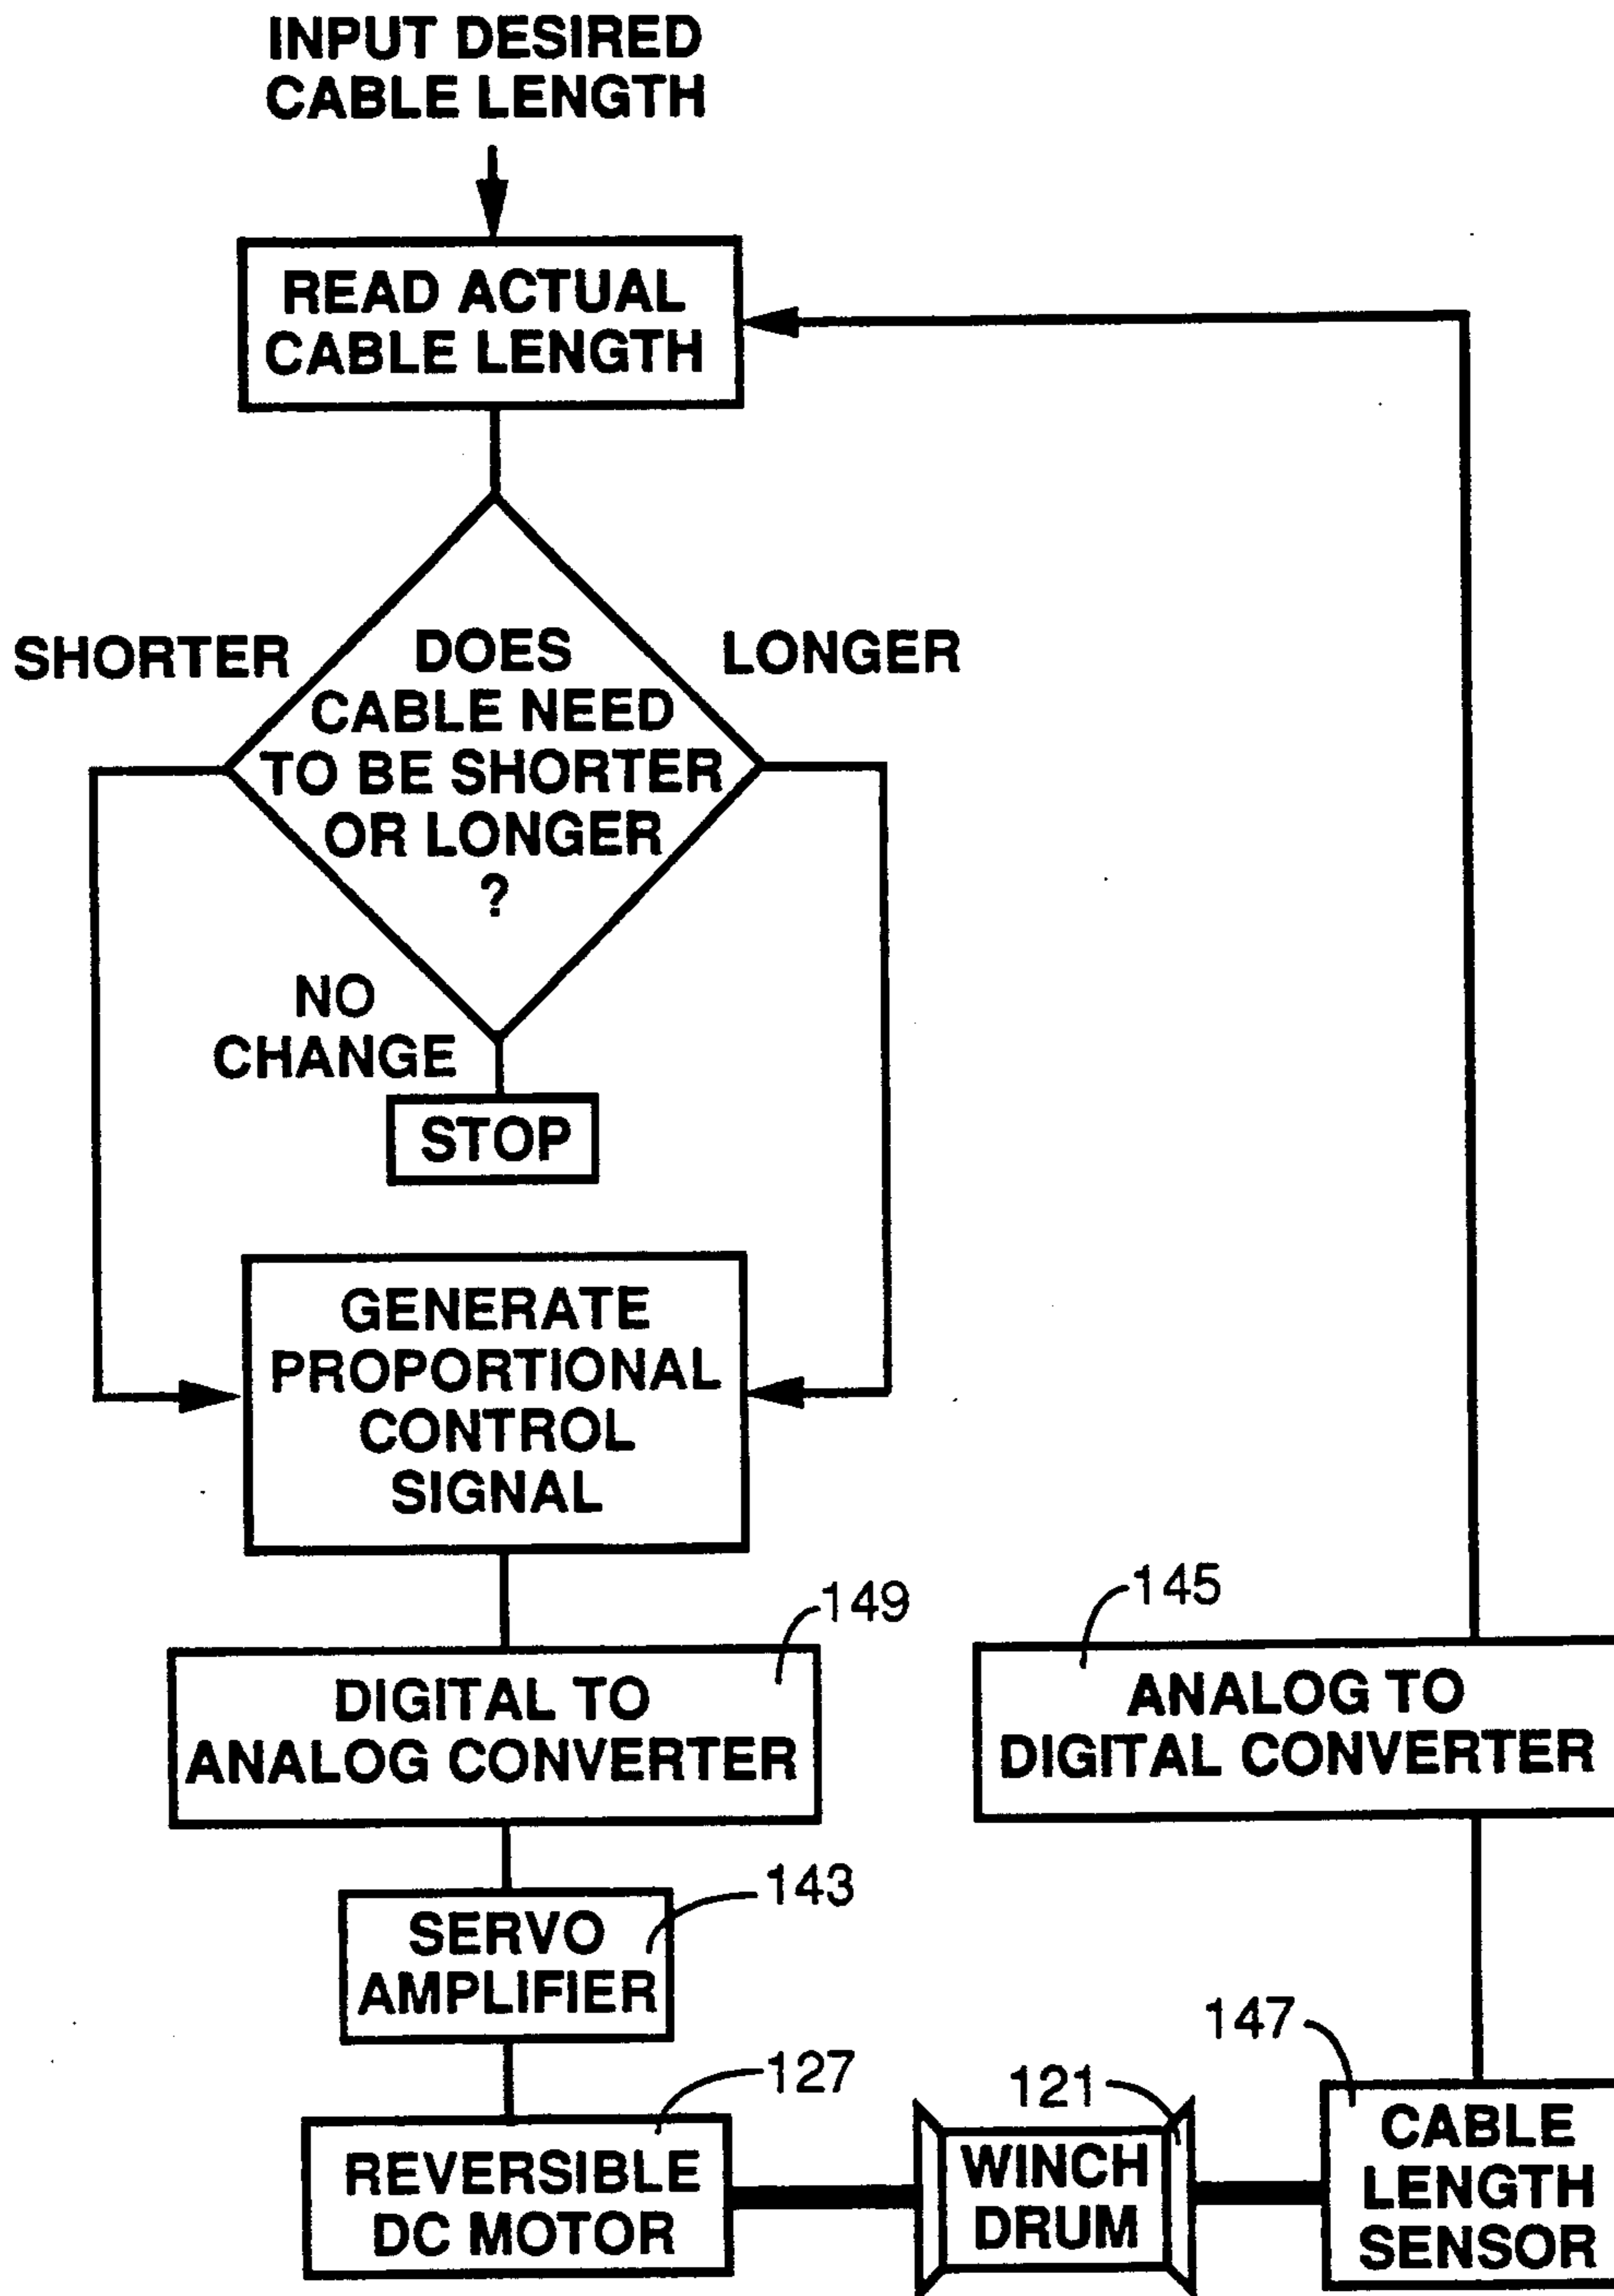 INPUT DESIRED
CABLE LENGTH
READ ACTUAL
CABLE LENGTH
SHORTER
DOES
CABLE NEED
TO BE SHORTER
OR LONGER
?
LONGER
NO
CHANGE
STOP
GENERATE
PROPORTIONAL
CONTROL
SIGNAL
149
DIGITAL TO
ANALOG CONVERTER
145
ANALOG TO
DIGITAL CONVERTER
143
SERVO
AMPLIFIER
127
REVERSIBLE
DC MOTOR
121
WINCH
DRUM
147
CABLE
LENGTH
SENSOR